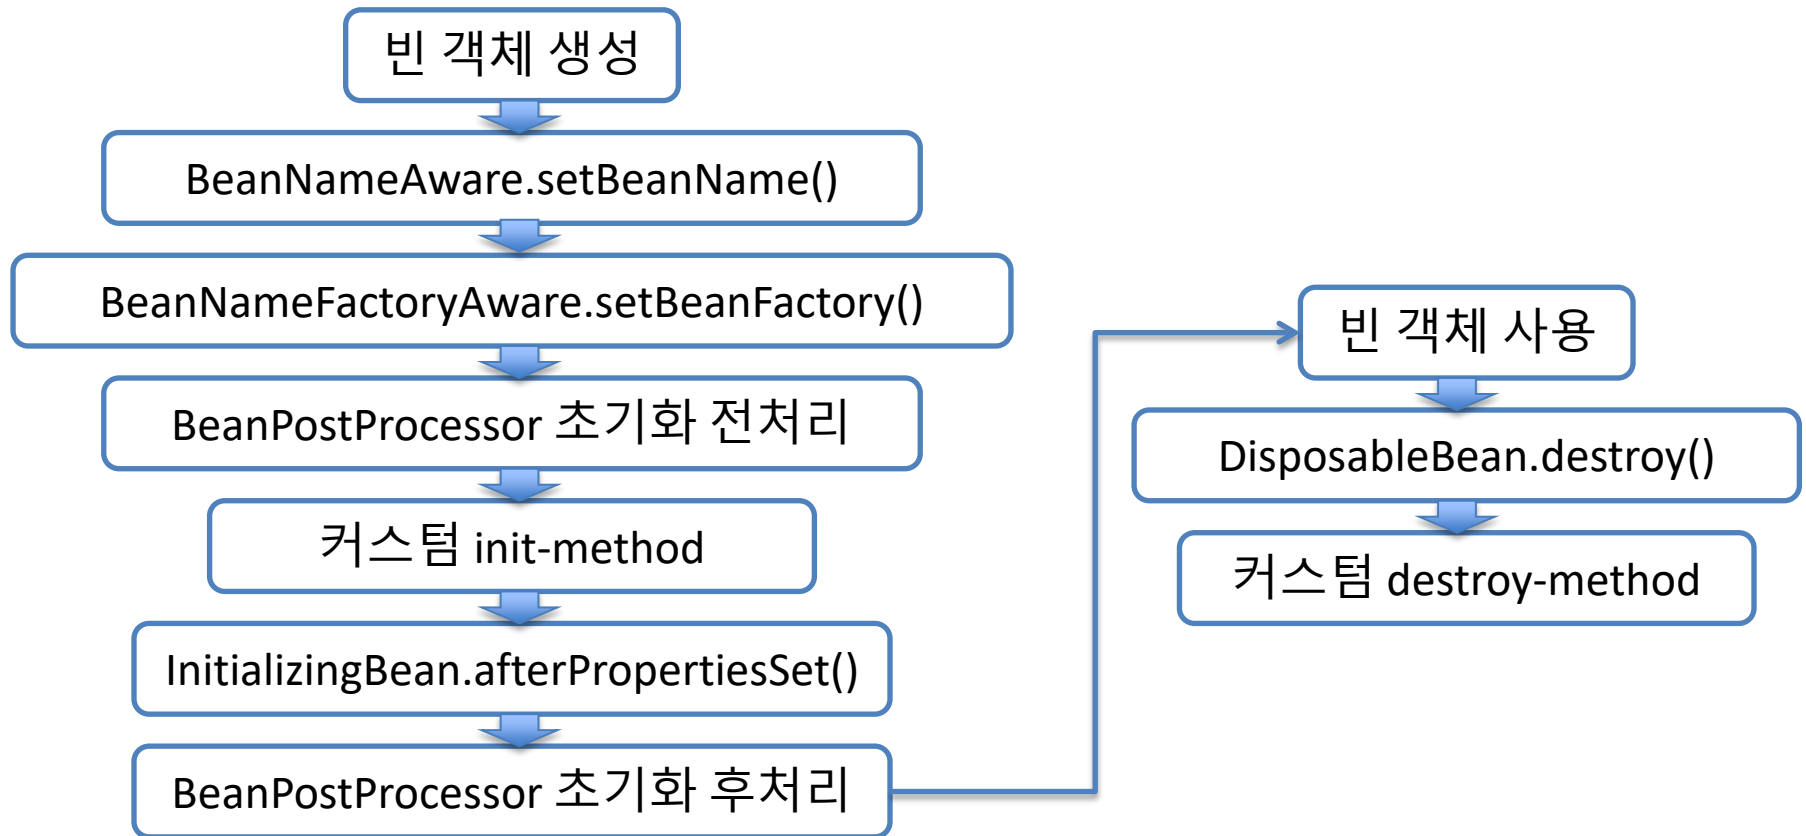 빈 객체 생성
BeanNameAware.setBeanName()
BeanNameFactoryAware.setBeanFactory()
BeanPostProcessor 초기화 전처리
커스텀 init-method
InitializingBean.afterPropertiesSet()
BeanPostProcessor 초기화 후처리
빈 객체 사용
DisposableBean.destroy()
커스텀 destroy-method